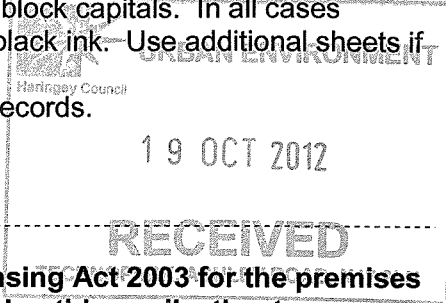 block capitals. In all cases
black ink. Use additional sheets if
URBAN ENVIRONMENT
Haringey Council
ecords.
19 OCT 2012
RECEIVED
sing Act 2003 for the premises